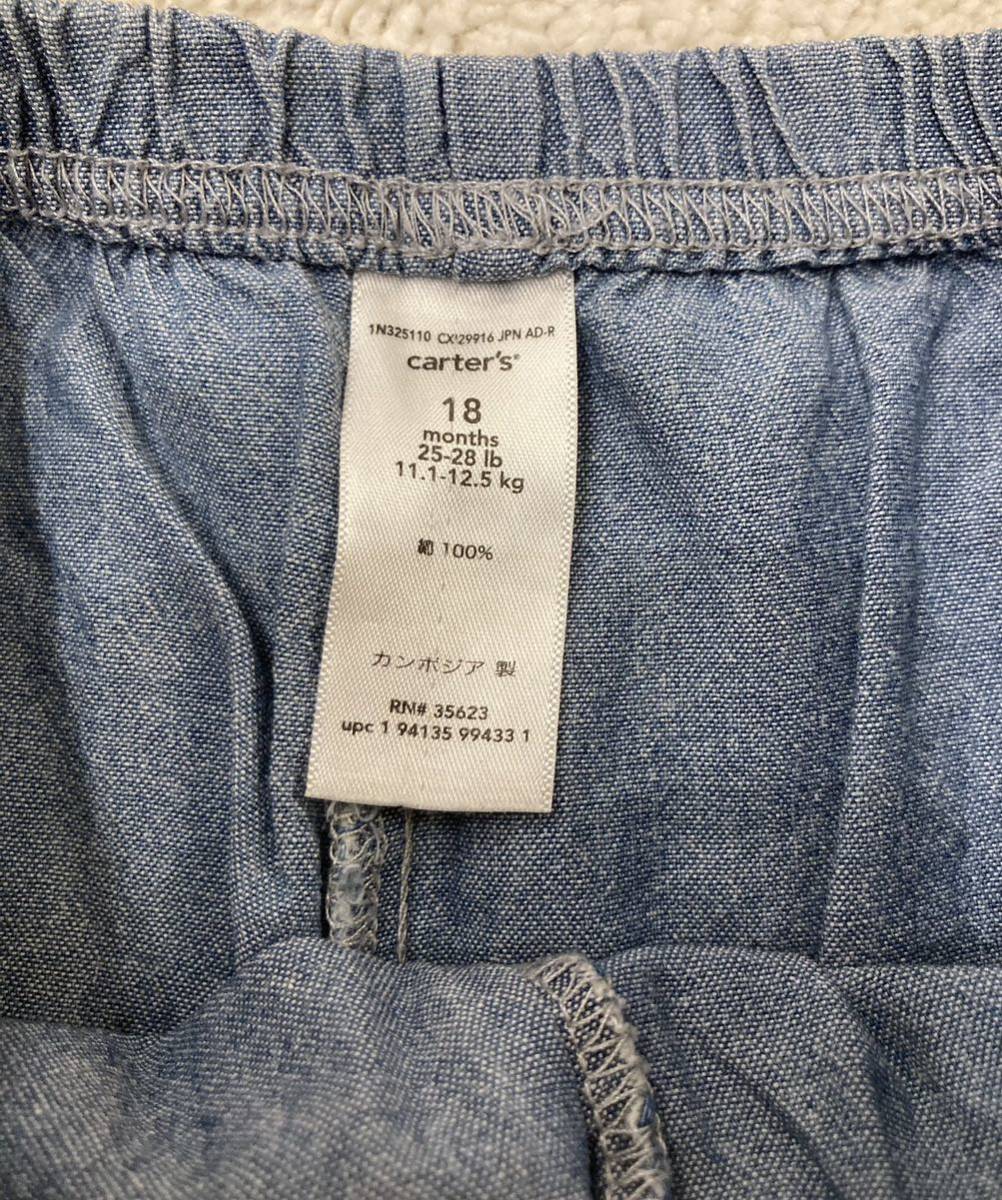 1N325110 CX#29916 JPN AD-R
carter's®
18
months
25-28 lb
11.1-12.5 kg
綿 100%
カンボジア 製
RN# 35623
upc 1 94135 99433 1